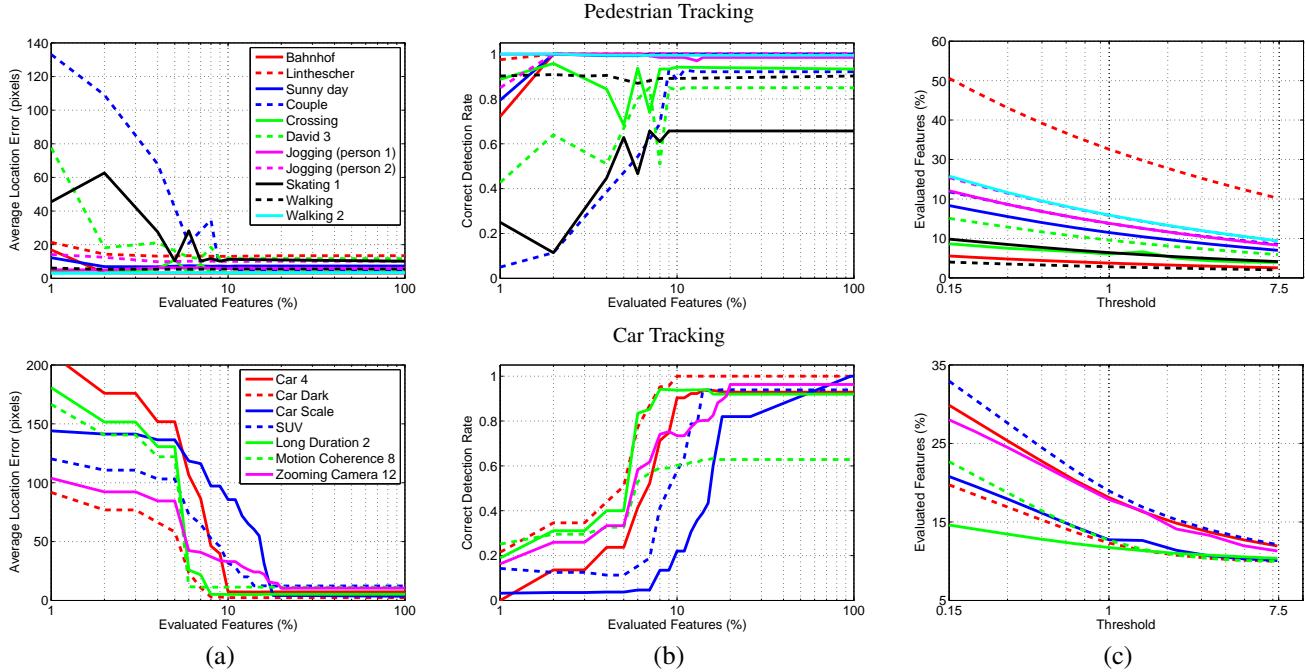 Pedestrian Tracking
Average Location Error (pixels)
140
120
100
80
60
40
20
0
1
10
100
Evaluated Features (%)
Bahnhof
Linthescher
Sunny day
Couple
Crossing
David 3
Jogging (person 1)
Jogging (person 2)
Skating 1
Walking
Walking 2
Correct Detection Rate
1
0.8
0.6
0.4
0.2
0
1
10
100
Evaluated Features (%)
Evaluated Features (%)
60
50
30
20
10
0
0.15
1
7.5
Threshold
Car Tracking
Average Location Error (pixels)
200
150
100
50
0
1
10
100
Evaluated Features (%)
Car 4
Car Dark
Car Scale
SUV
Long Duration 2
Motion Coherence 8
Zooming Camera 12
Correct Detection Rate
1
0.8
0.6
0.4
0.2
0
1
10
100
Evaluated Features (%)
Evaluated Features (%)
35
25
15
5
0.15
1
7.5
Threshold
(a)
(b)
(c)